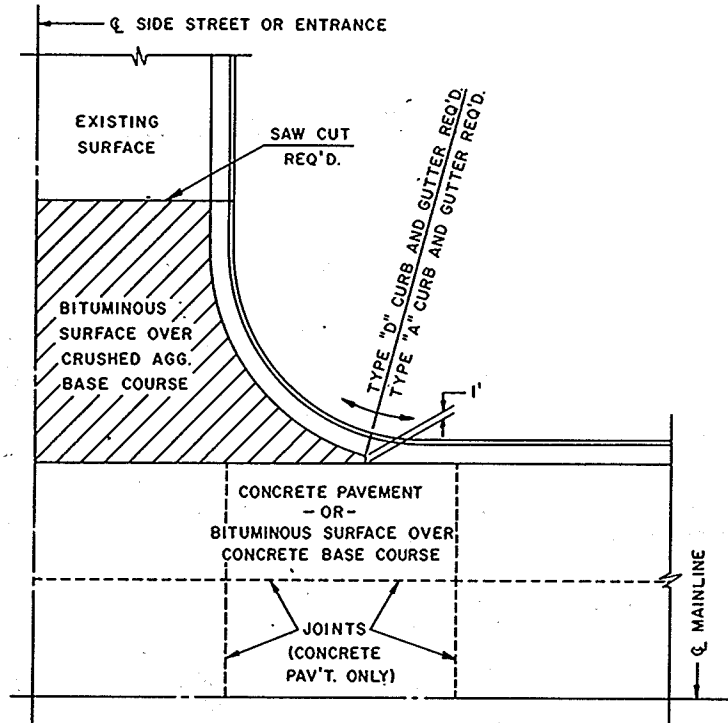 ℄ SIDE STREET OR ENTRANCE
EXISTING
SURFACE
SAW CUT
REQ'D.
TYPE "D" CURB AND GUTTER REQ'D.
TYPE "A" CURB AND GUTTER REQ'D.
BITUMINOUS
SURFACE OVER
CRUSHED AGG.
BASE COURSE
1'
CONCRETE PAVEMENT
-OR-
BITUMINOUS SURFACE OVER
CONCRETE BASE COURSE
JOINTS
(CONCRETE
PAV'T. ONLY)
℄ MAINLINE